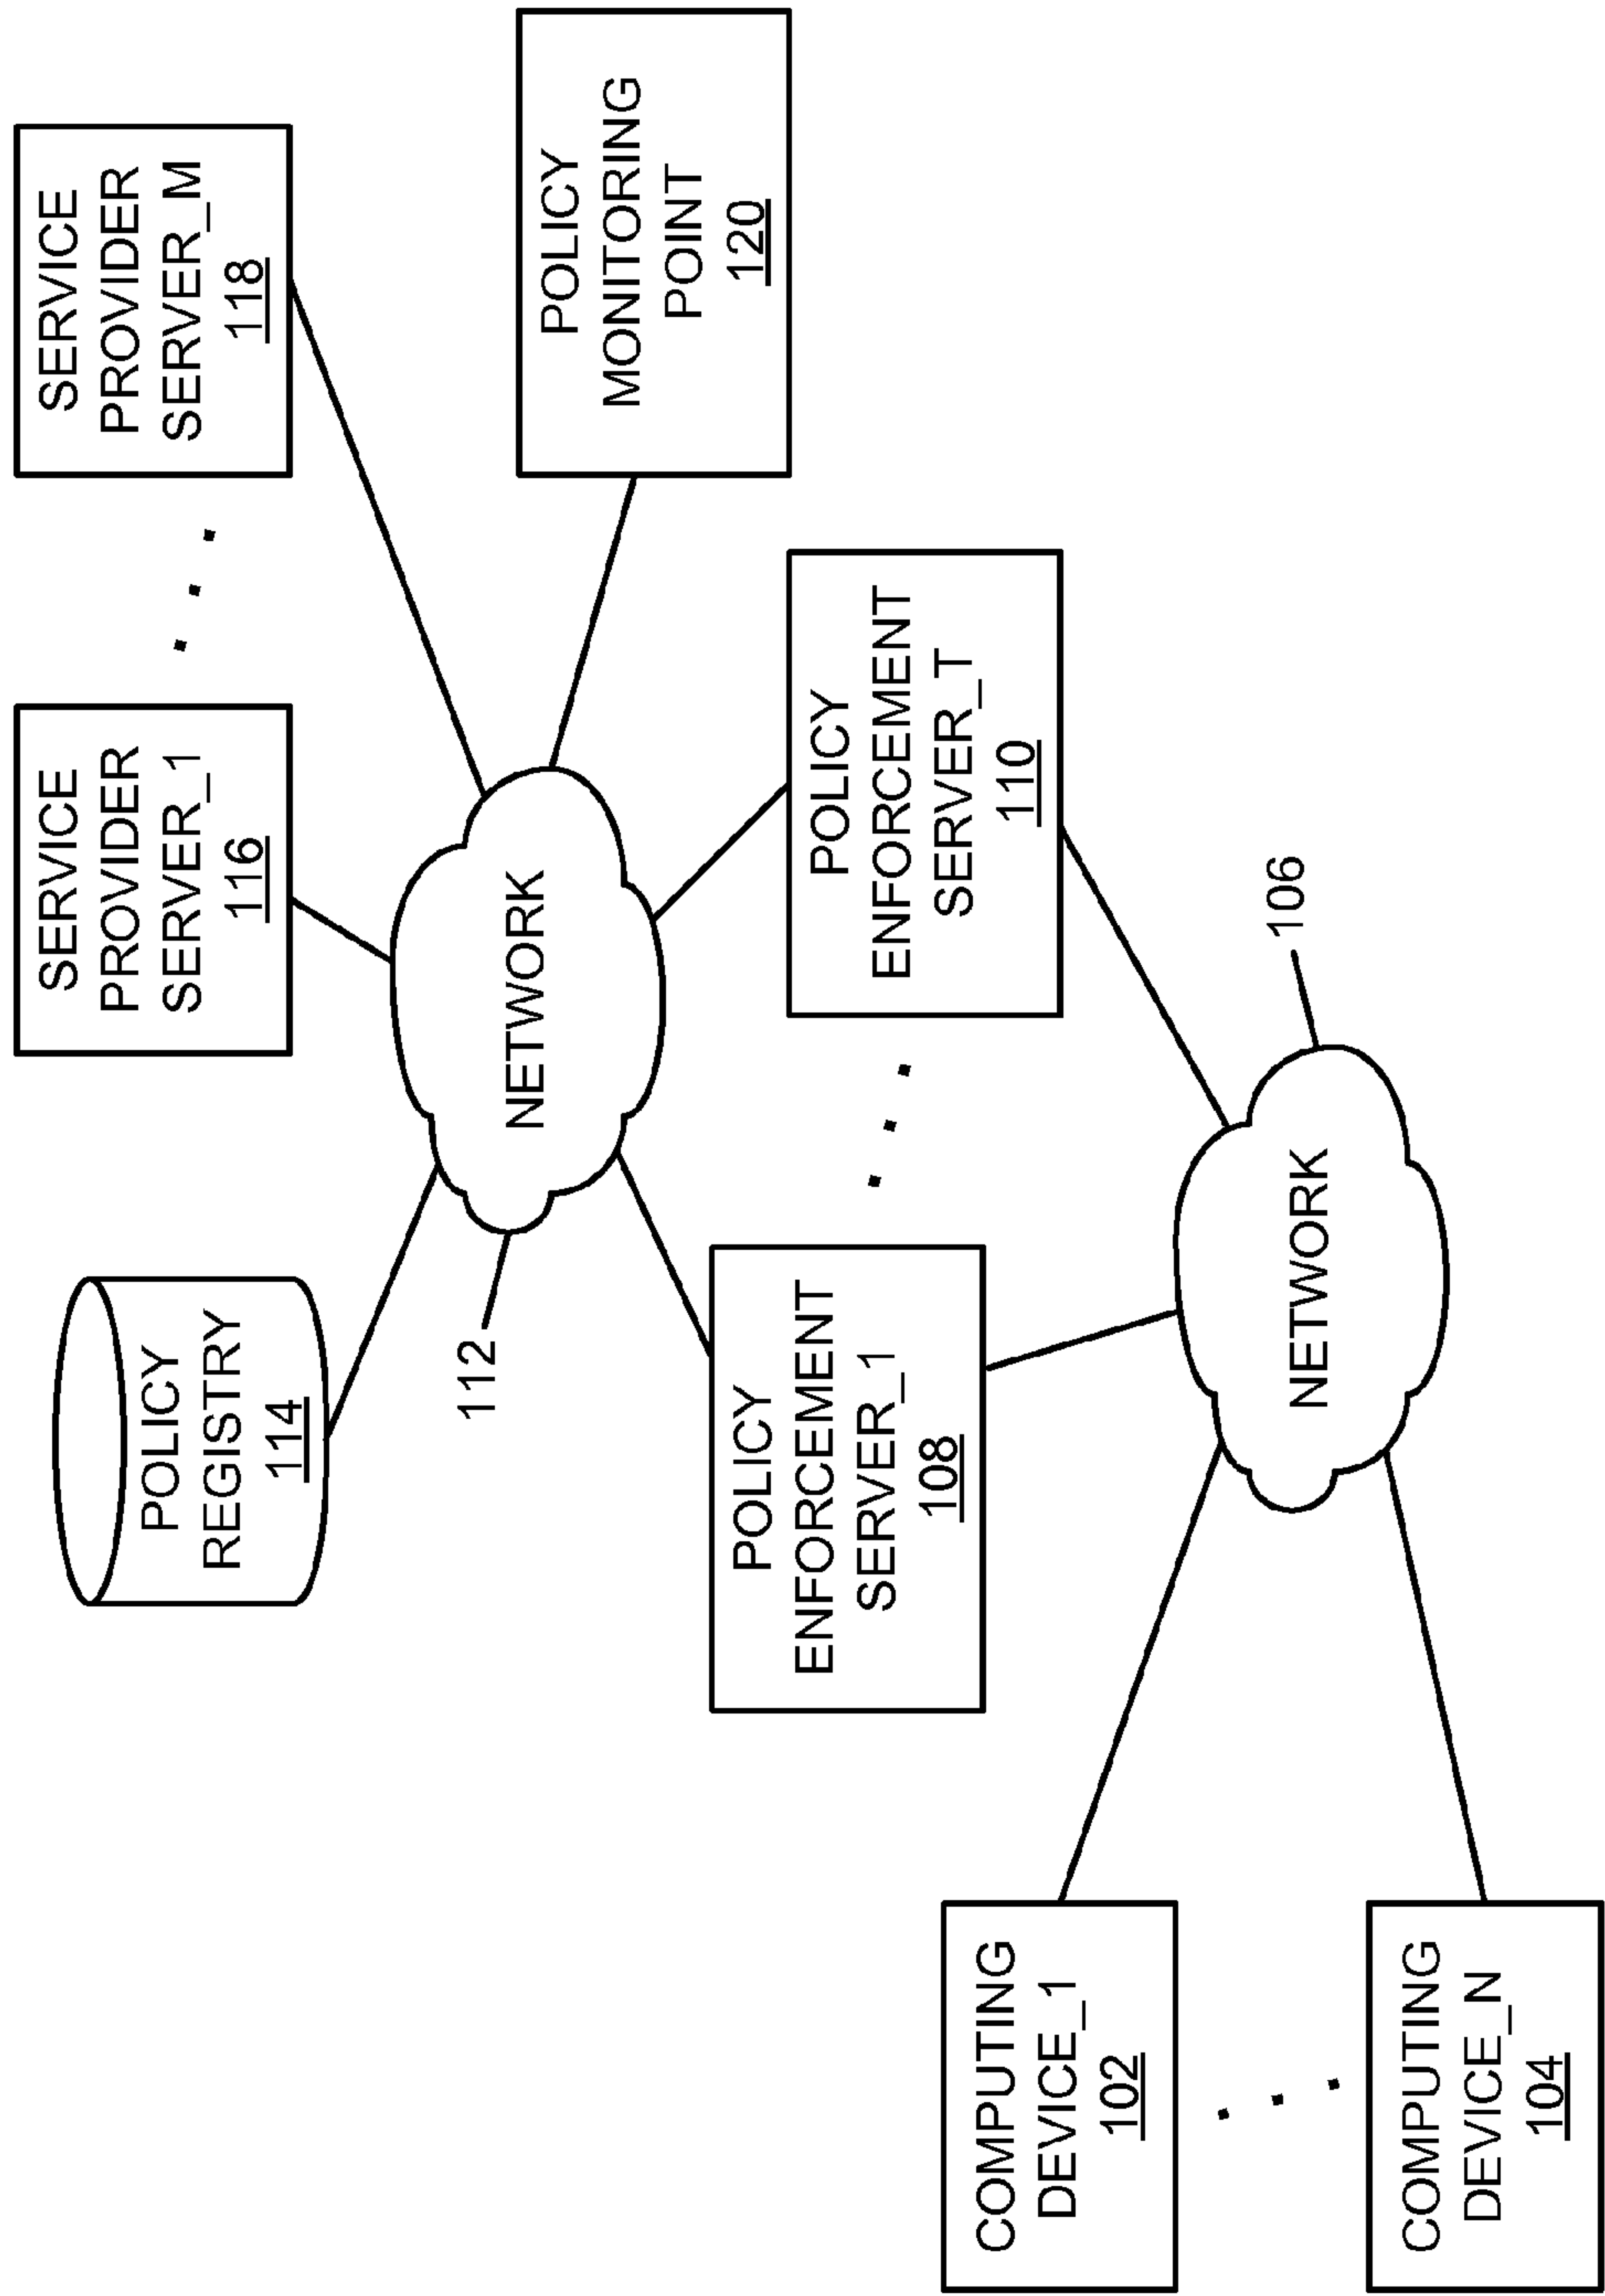 POLICY
REGISTRY
114
SERVICE
PROVIDER
SERVER_1
116
SERVICE
PROVIDER
SERVER_M
118
112
NETWORK
POLICY
MONITORING
POINT
120
POLICY
ENFORCEMENT
SERVER_1
108
POLICY
ENFORCEMENT
SERVER_T
110
COMPUTING
DEVICE_1
102
NETWORK
106
COMPUTING
DEVICE_N
104